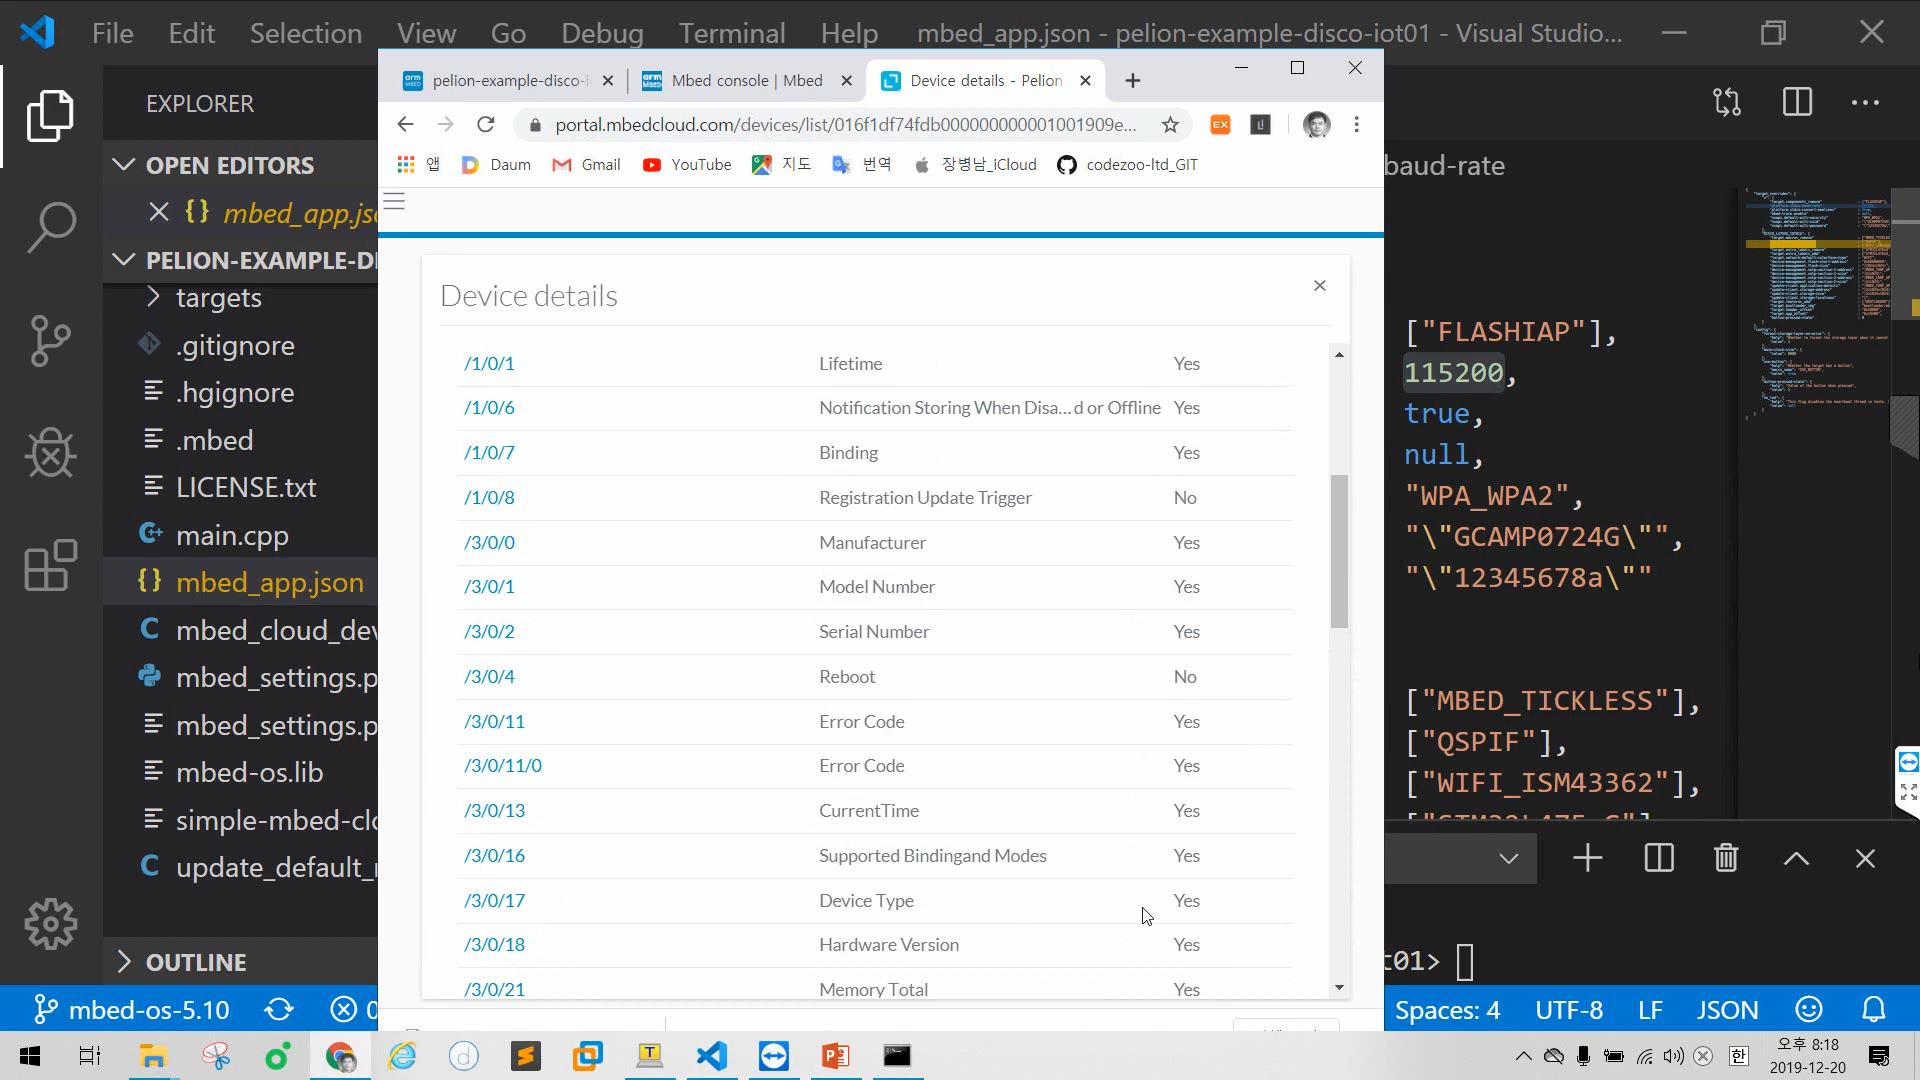 File Edit Selection View Go Debug Terminal Help mbed_app.json - pelion-example-disco-iot01 - Visual Studio...
EXPLORER
OPEN EDITORS
mbed_app.jso
PELION-EXAMPLE-DI
targets
.gitignore
.hgignore
.mbed
LICENSE.txt
main.cpp
mbed_app.json
mbed_cloud_dev
mbed_settings.p
mbed_settings.p
mbed-os.lib
simple-mbed-clo
update_default_r
OUTLINE
pelion-example-disco-i
Mbed console | Mbed
Device details - Pelion
portal.mbedcloud.com/devices/list/016f1df74fdb000000000001001909e...
앱 Daum Gmail YouTube 지도 번역 장병남_iCloud codezoo-ltd_GIT
Device details
/1/0/1 Lifetime Yes
/1/0/6 Notification Storing When Disa...d or Offline Yes
/1/0/7 Binding Yes
/1/0/8 Registration Update Trigger No
/3/0/0 Manufacturer Yes
/3/0/1 Model Number Yes
/3/0/2 Serial Number Yes
/3/0/4 Reboot No
/3/0/11 Error Code Yes
/3/0/11/0 Error Code Yes
/3/0/13 CurrentTime Yes
/3/0/16 Supported Bindingand Modes Yes
/3/0/17 Device Type Yes
/3/0/18 Hardware Version Yes
/3/0/21 Memory Total Yes
baud-rate
["FLASHIAP"],
115200,
true,
null,
"WPA_WPA2",
"\"GCAMP0724G\"",
"\"12345678a\""
["MBED_TICKLESS"],
["QSPIF"],
["WIFI_ISM43362"],
t01>
mbed-os-5.10 0
Spaces: 4 UTF-8 LF JSON
한
오후 8:18
2019-12-20